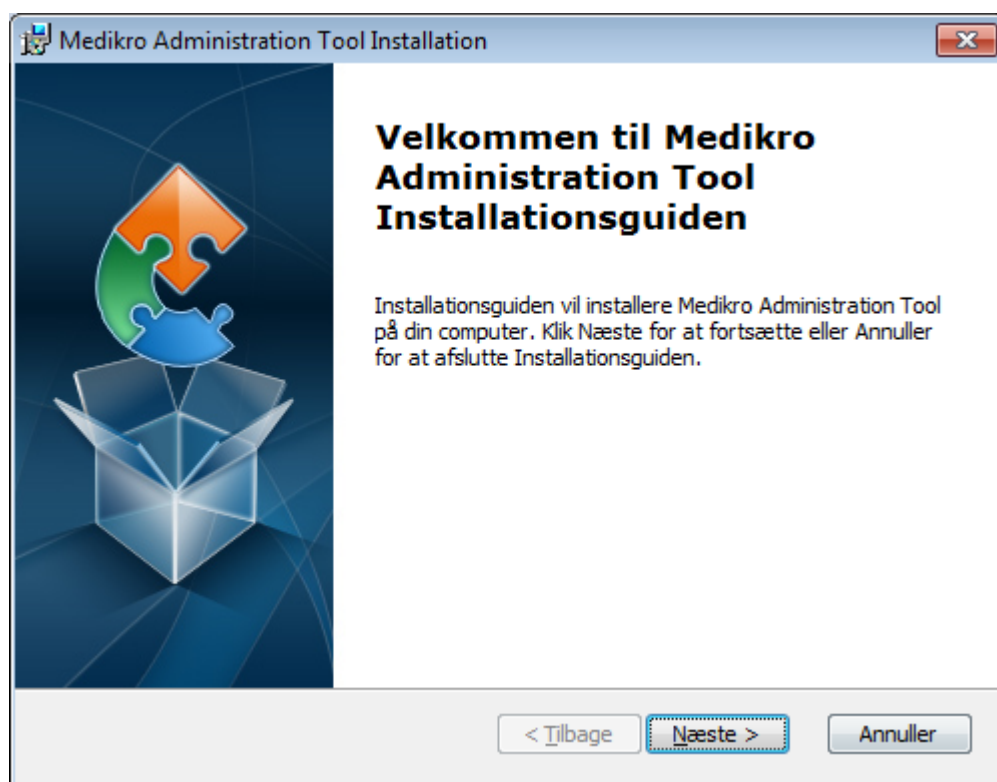 Medikro Administration Tool Installation
Velkommen til Medikro
Administration Tool
Installationsguiden
Installationsguiden vil installere Medikro Administration Tool
på din computer. Klik Næste for at fortsætte eller Annuller
for at afslutte Installationsguiden.
< Tilbage
Næste >
Annuller